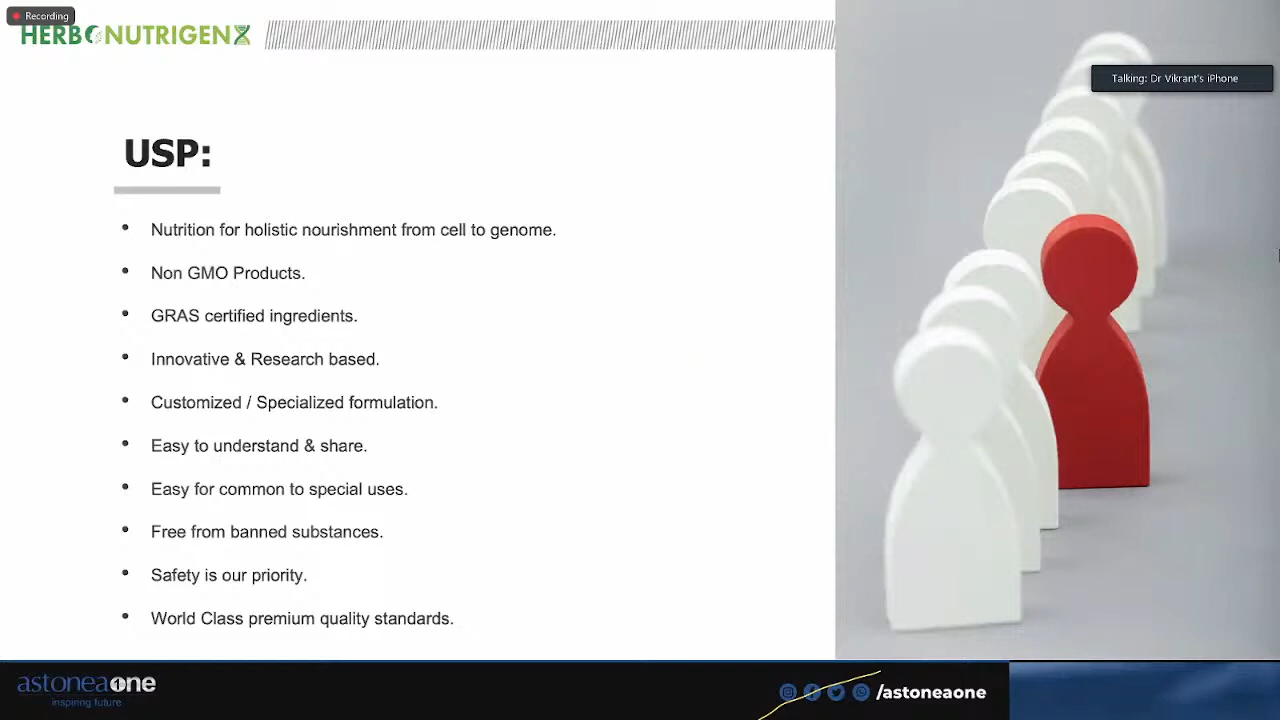 Recording
HERBONUTRIGENX
Talking: Dr Vikrant's iPhone
USP:
• Nutrition for holistic nourishment from cell to genome.
• Non GMO Products.
• GRAS certified ingredients.
• Innovative & Research based.
• Customized / Specialized formulation.
• Easy to understand & share.
• Easy for common to special uses.
• Free from banned substances.
• Safety is our priority.
• World Class premium quality standards.
astoneaone
inspiring future
/astoneaone